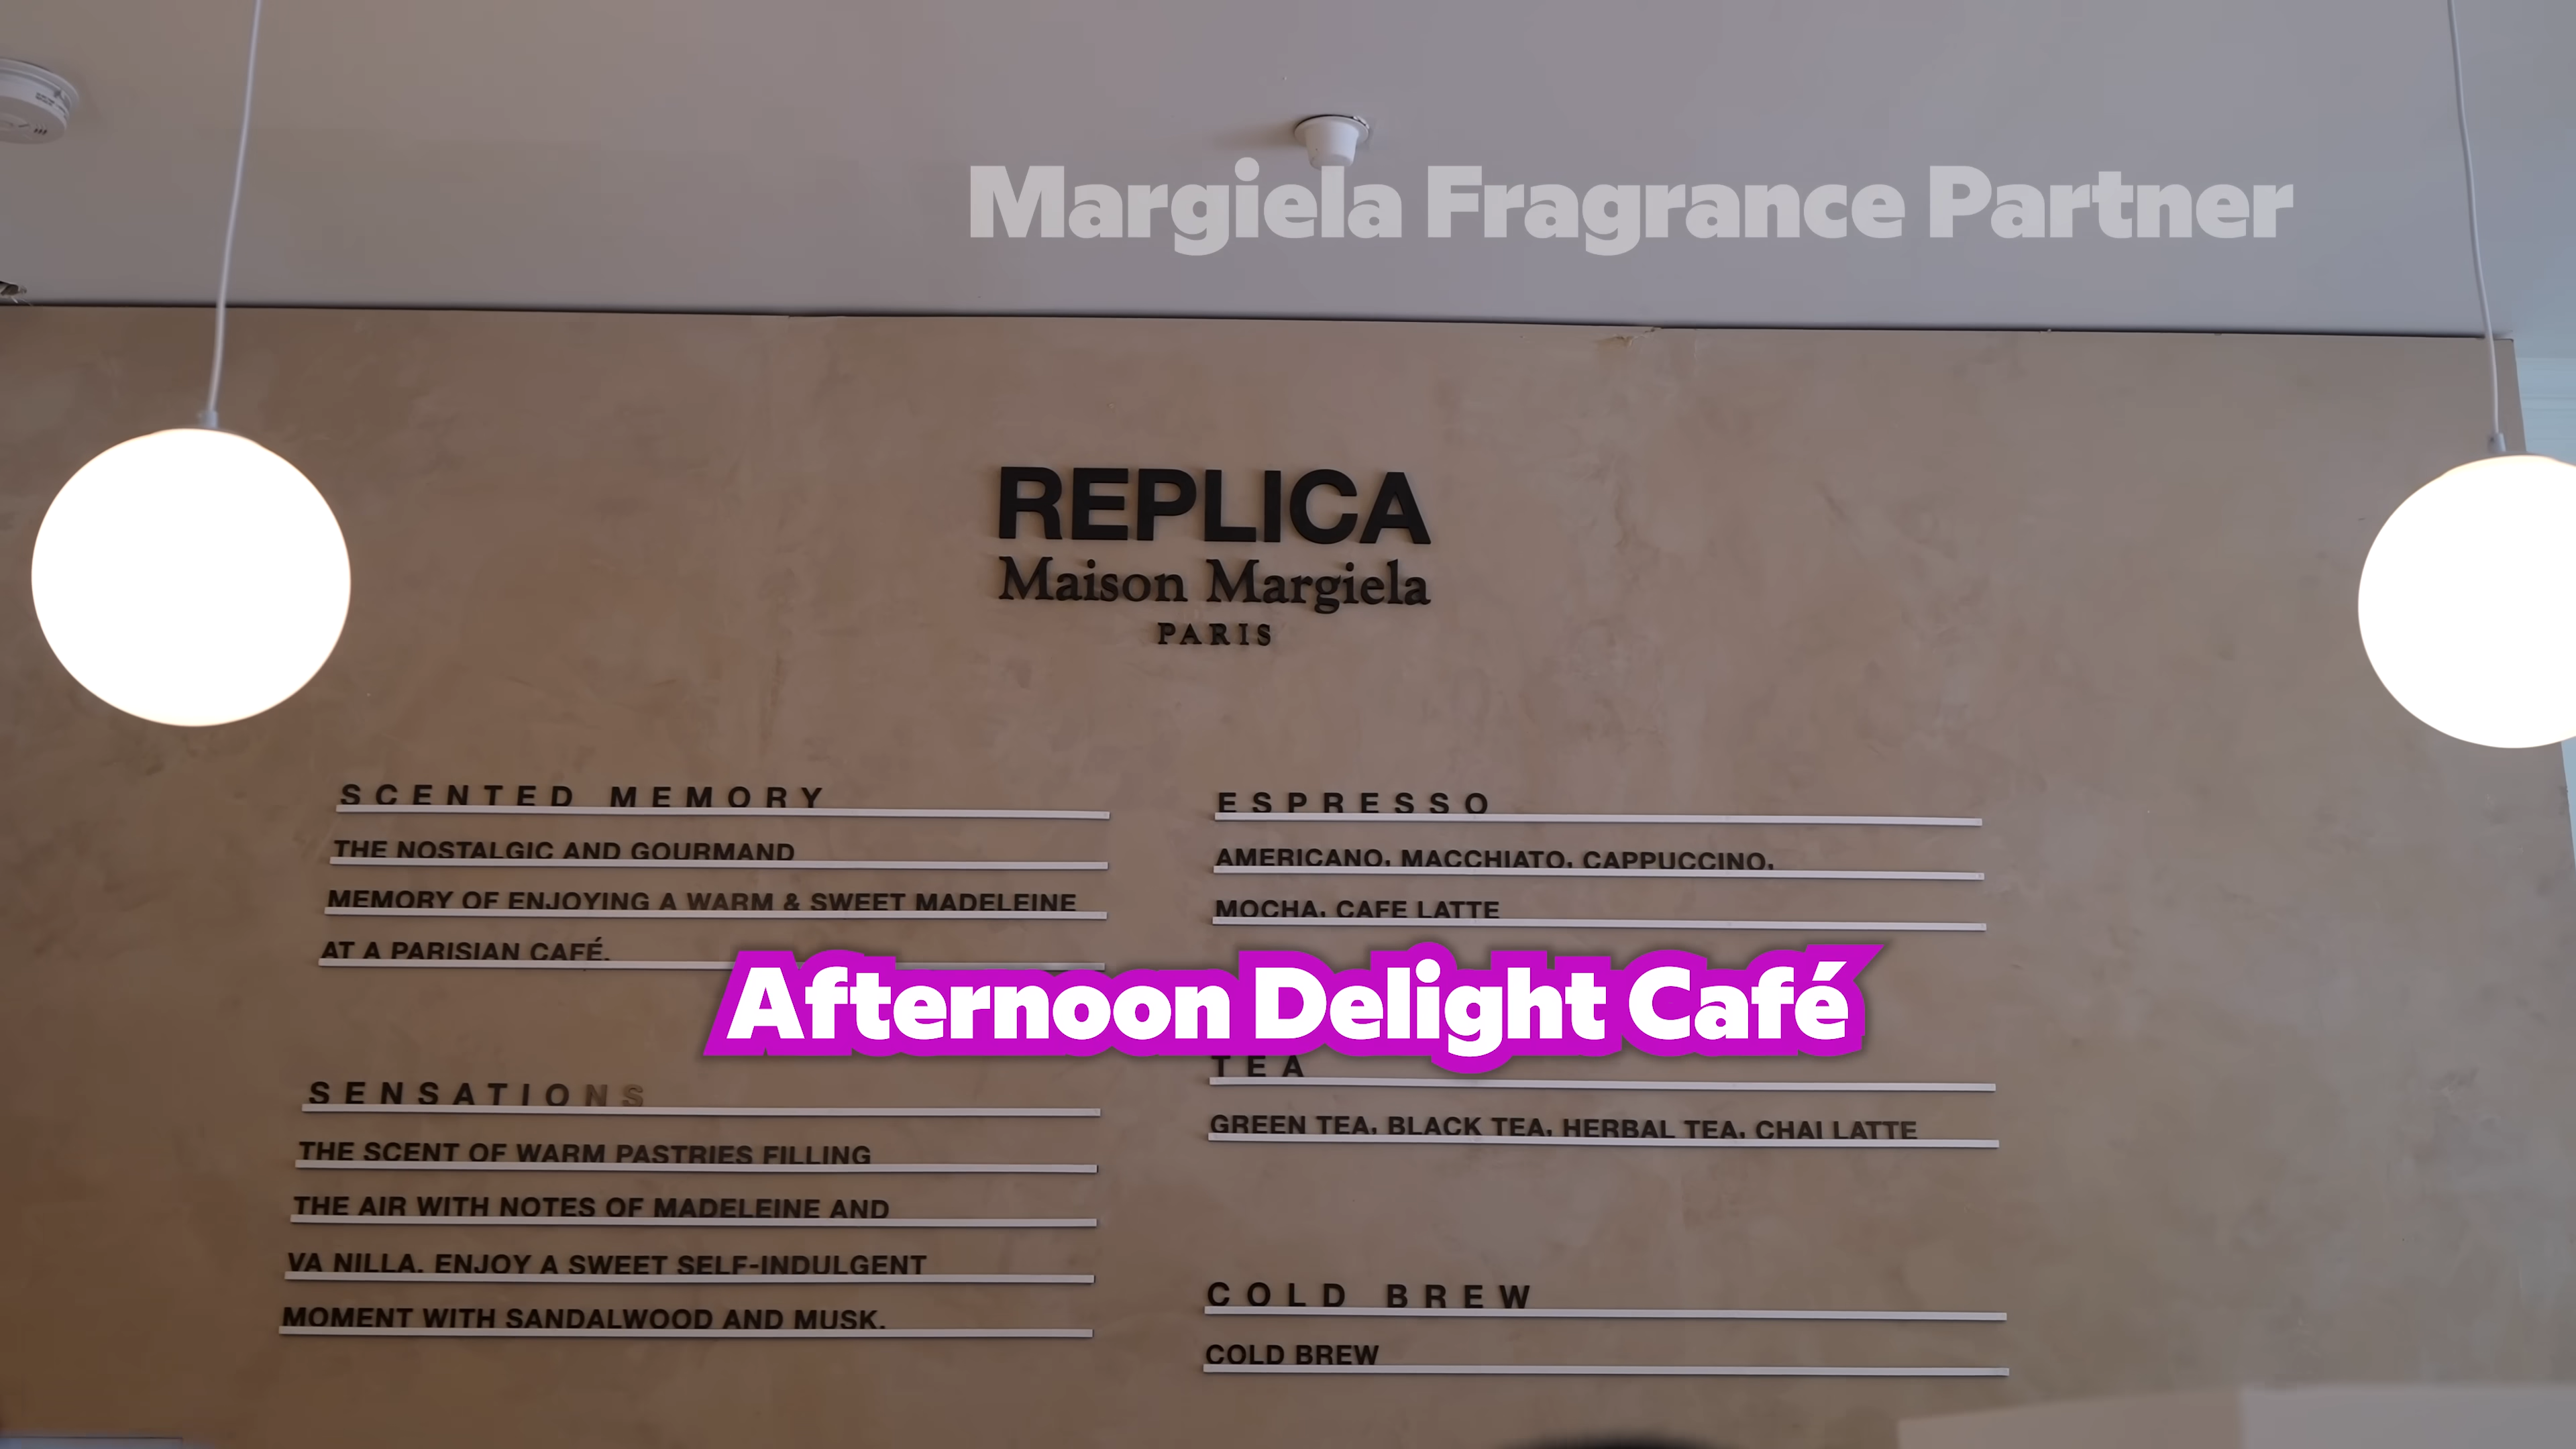 Margiela Fragrance Partner
REPLICA
Maison Margiela
PARIS
SCENTED MEMORY
THE NOSTALGIC AND GOURMAND
MEMORY OF ENJOYING A WARM & SWEET MADELEINE
AT A PARISIAN CAFÉ.
SENSATIONS
THE SCENT OF WARM PASTRIES FILLING
THE AIR WITH NOTES OF MADELEINE AND
VA NILLA. ENJOY A SWEET SELF-INDULGENT
MOMENT WITH SANDALWOOD AND MUSK.
ESPRESSO
AMERICANO, MACCHIATO, CAPPUCCINO,
MOCHA, CAFE LATTE
Afternoon Delight Café
TEA
GREEN TEA, BLACK TEA, HERBAL TEA, CHAI LATTE
COLD BREW
COLD BREW